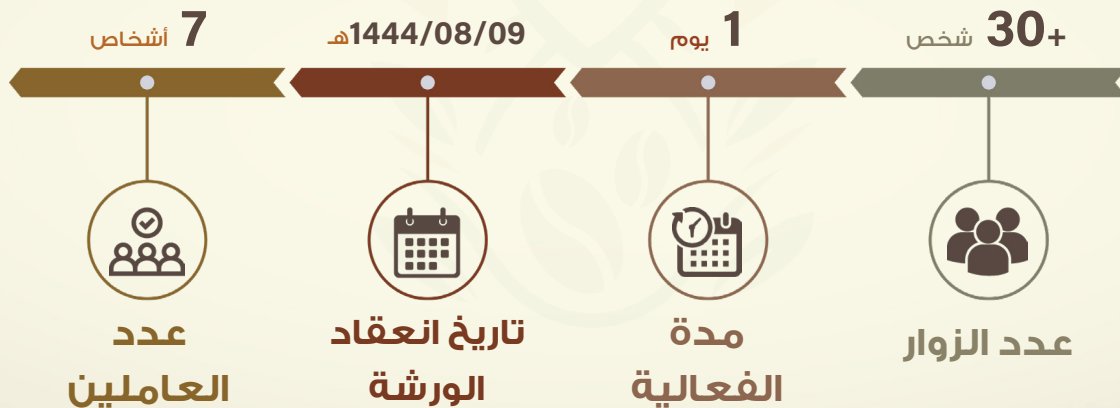 +30 شخص
عدد الزوار
1 يوم
مدة
الفعالية
1444/08/09هـ
تاريخ انعقاد
الورشة
7 أشخاص
عدد
العاملين